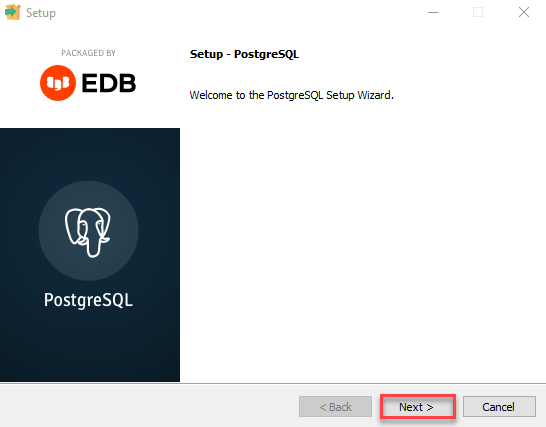 Setup
PACKAGED BY
EDB
Setup - PostgreSQL
Welcome to the PostgreSQL Setup Wizard.
PostgreSQL
< Back
Next >
Cancel